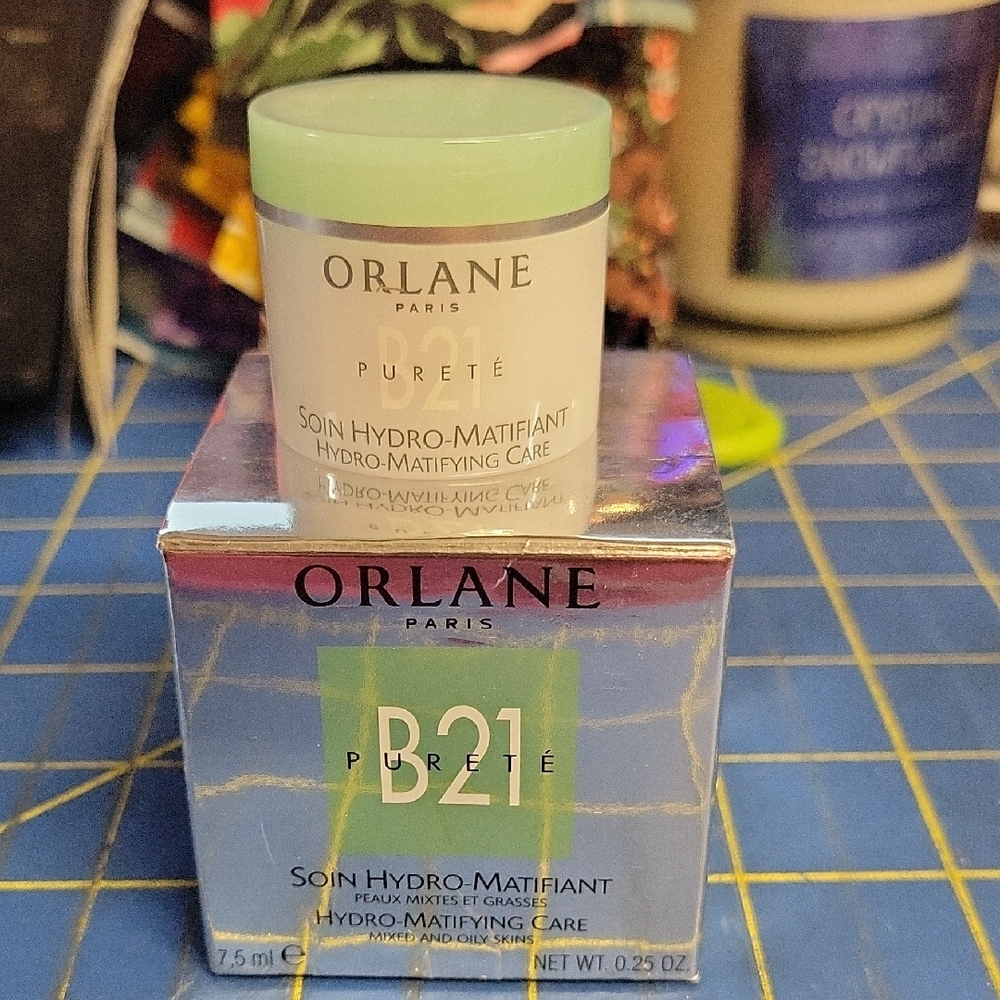 ORLANE
PARIS
B21
PURETÉ
SOIN HYDRO-MATIFIANT
HYDRO-MATIFYING CARE
ORLANE
PARIS
B21
PURETÉ
SOIN HYDRO-MATIFIANT
PEAUX MIXTES ET GRASSES
HYDRO-MATIFYING CARE
MIXED AND OILY SKINS
7,5 ml ℮ NET WT. 0.25 OZ.
CRYSTAL